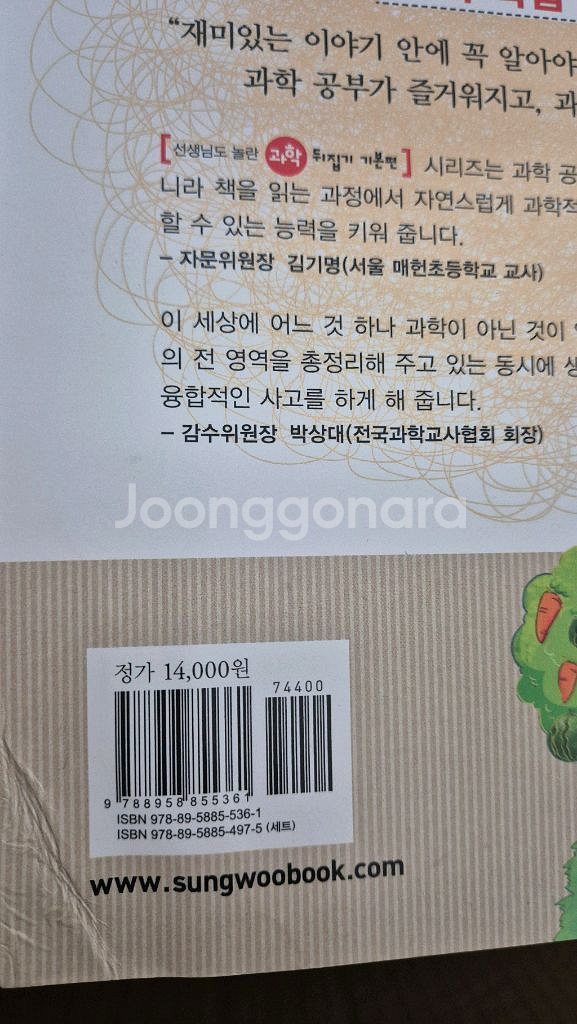 “재미있는 이야기 안에 꼭 알아야
과학 공부가 즐거워지고, 과
[선생님도 놀란 과학 뒤집기 기본편] 시리즈는 과학 공
니라 책을 읽는 과정에서 자연스럽게 과학적
할 수 있는 능력을 키워 줍니다.
– 자문위원장 김기명(서울 매헌초등학교 교사)
이 세상에 어느 것 하나 과학이 아닌 것이
의 전 영역을 총정리해 주고 있는 동시에 생
융합적인 사고를 하게 해 줍니다.
– 감수위원장 박상대(전국과학교사협회 회장)
Joonggonara
정가 14,000원
74400
9 788958 855361
ISBN 978-89-5885-536-1
ISBN 978-89-5885-497-5 (세트)
www.sungwoobook.com